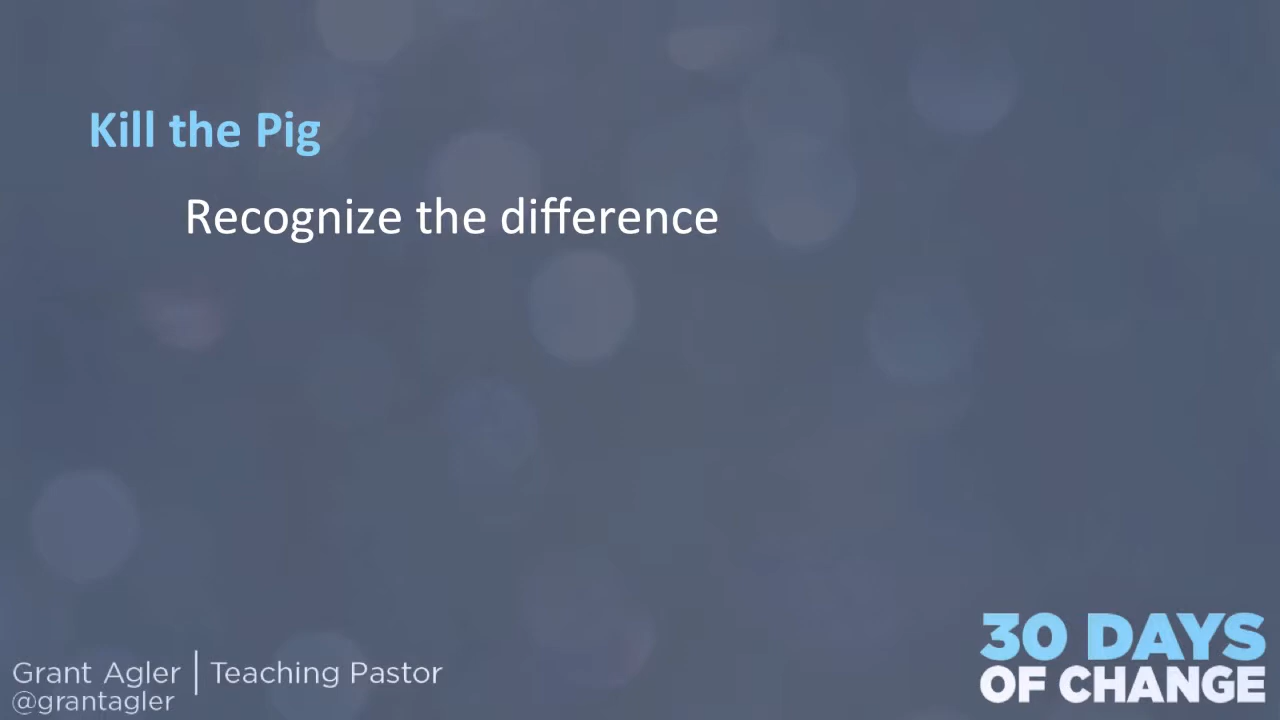 Kill the Pig
Recognize the difference
Grant Agler | Teaching Pastor
@grantagler
30 DAYS
OF CHANGE